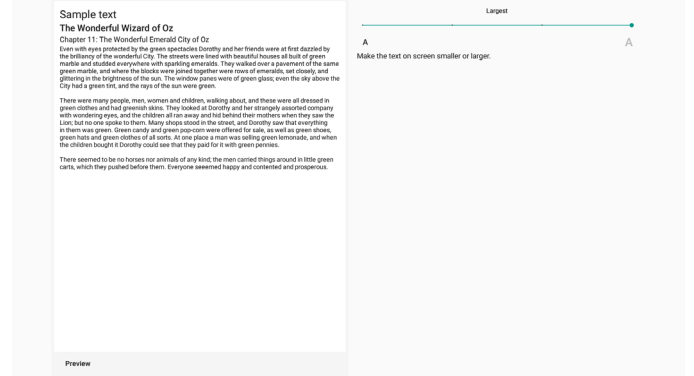 Sample text
The Wonderful Wizard of Oz
Chapter 11: The Wonderful Emerald City of Oz
Even with eyes protected by the green spectacles Dorothy and her friends were at first dazzled by
the brilliancy of the wonderful City. The streets were lined with beautiful houses all built of green
marble and studded everywhere with sparkling emeralds. They walked over a pavement of the same
green marble, and where the blocks were joined together were rows of emeralds, set closely, and
glittering in the brightness of the sun. The window panes were of green glass; even the sky above the
City had a green tint, and the rays of the sun were green.
There were many people, men, women and children, walking about, and these were all dressed in
green clothes and had greenish skins. They looked at Dorothy and her strangely assorted company
with wondering eyes, and the children all ran away and hid behind their mothers when they saw the
Lion; but no one spoke to them. Many shops stood in the street, and Dorothy saw that everything
in them was green. Green candy and green pop-corn were offered for sale, as well as green shoes,
green hats and green clothes of all sorts. At one place a man was selling green lemonade, and when
the children bought it Dorothy could see that they paid for it with green pennies.
There seemed to be no horses nor animals of any kind; the men carried things around in little green
carts, which they pushed before them. Everyone seeemed happy and contented and prosperous.
Preview
Largest
A
A
Make the text on screen smaller or larger.